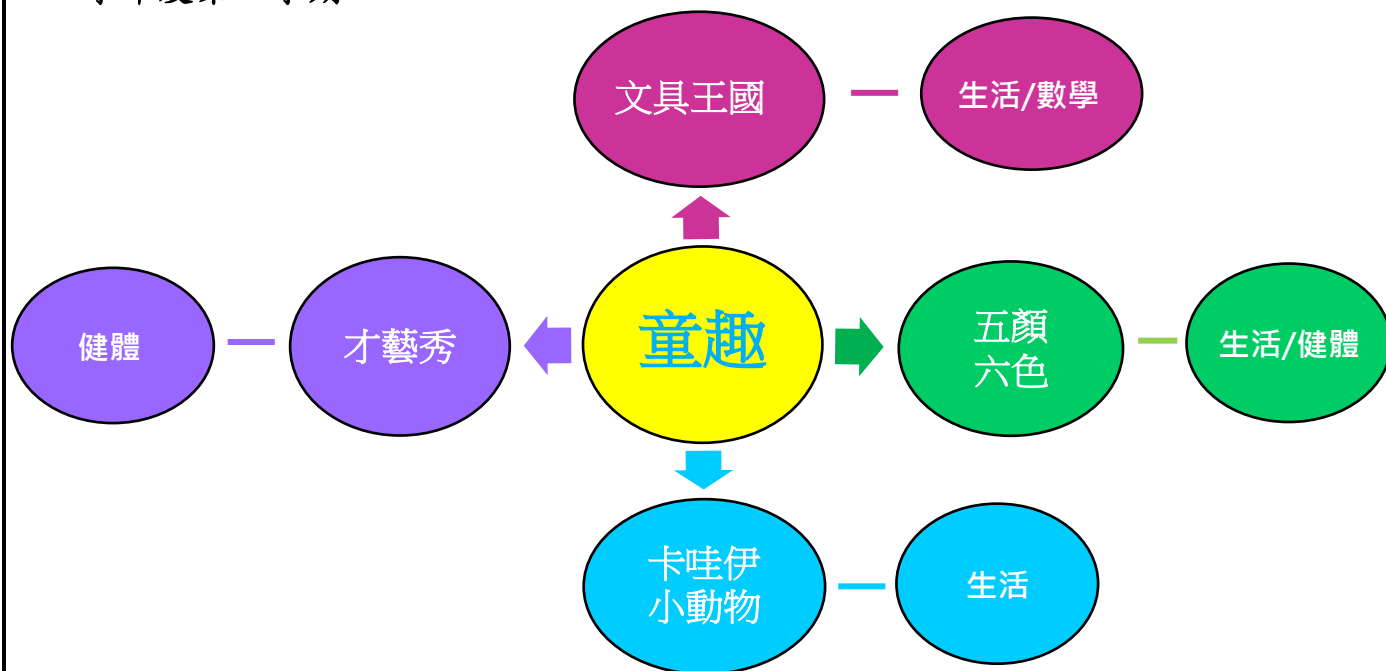 文具王國
生活/數學
健體
才藝秀
童趣
五顏
六色
生活/健體
卡哇伊
小動物
生活